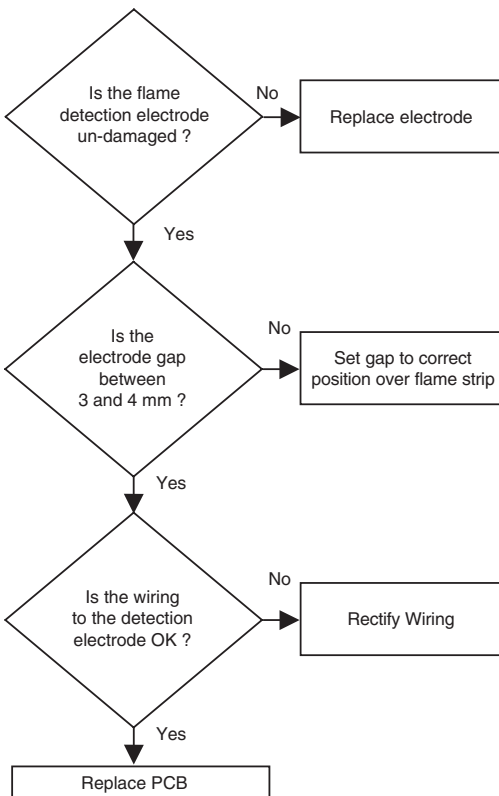 Is the flame
detection electrode
un-damaged ?
No
Replace electrode
Yes
Is the
electrode gap
between
3 and 4 mm ?
No
Set gap to correct
position over flame strip
Yes
Is the wiring
to the detection
electrode OK ?
No
Rectify Wiring
Yes
Replace PCB